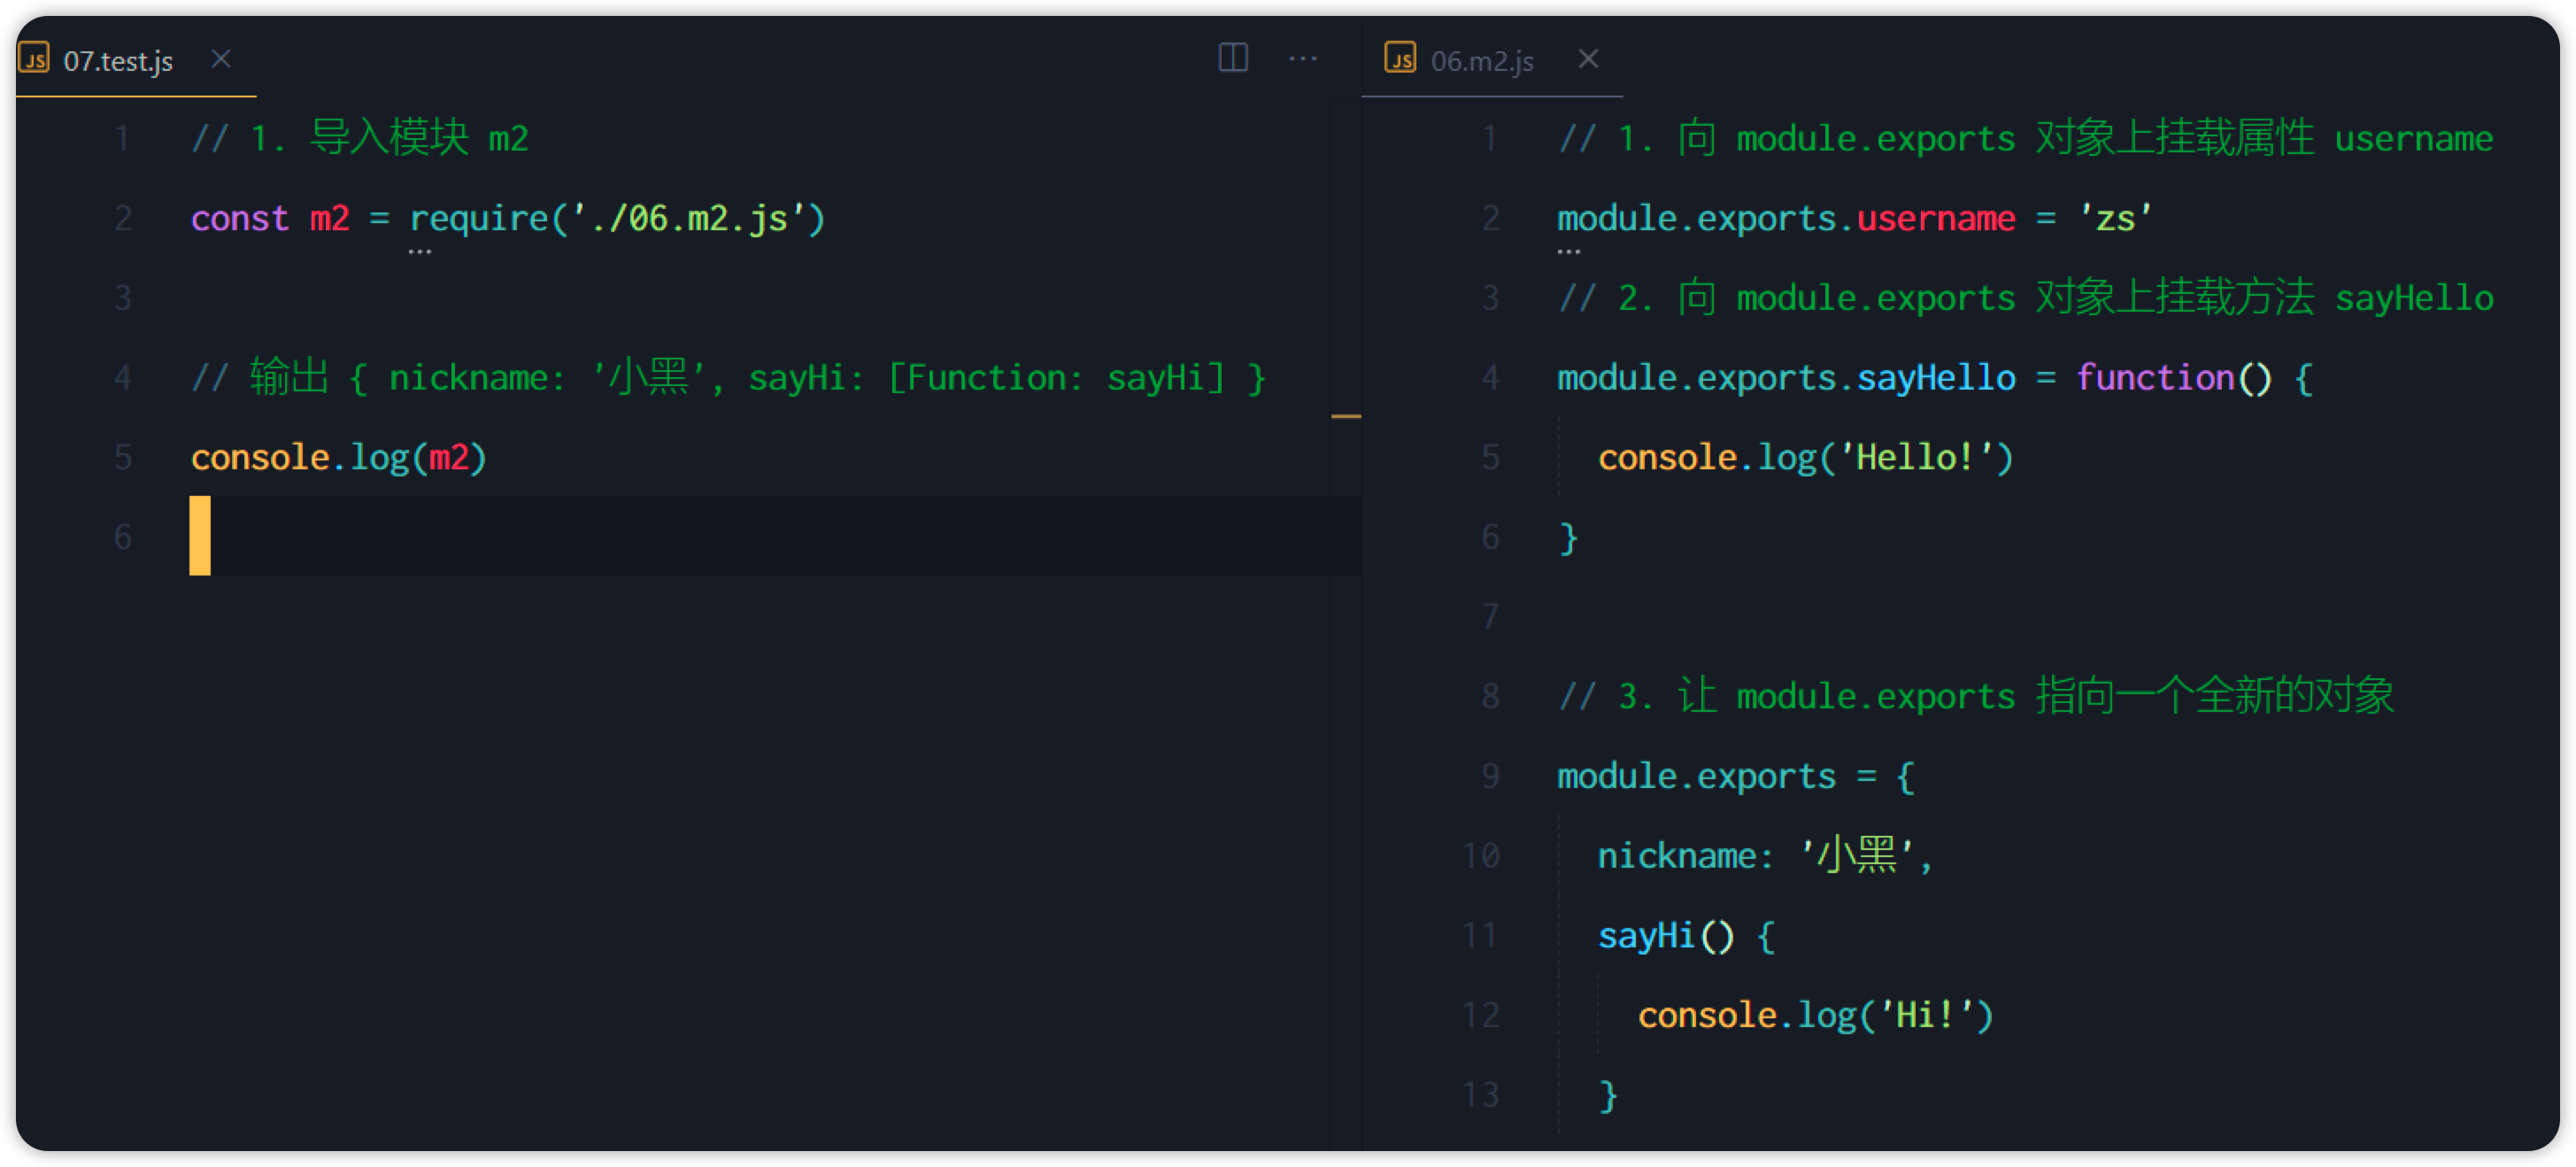 JS 07.test.js
1 // 1. 导入模块 m2
2 const m2 = require('./06.m2.js')
3
4 // 输出 { nickname: '小黑', sayHi: [Function: sayHi] }
5 console.log(m2)
6
JS 06.m2.js
1 // 1. 向 module.exports 对象上挂载属性 username
2 module.exports.username = 'zs'
3 // 2. 向 module.exports 对象上挂载方法 sayHello
4 module.exports.sayHello = function() {
5 console.log('Hello!')
6 }
7
8 // 3. 让 module.exports 指向一个全新的对象
9 module.exports = {
10 nickname: '小黑',
11 sayHi() {
12 console.log('Hi!')
13 }